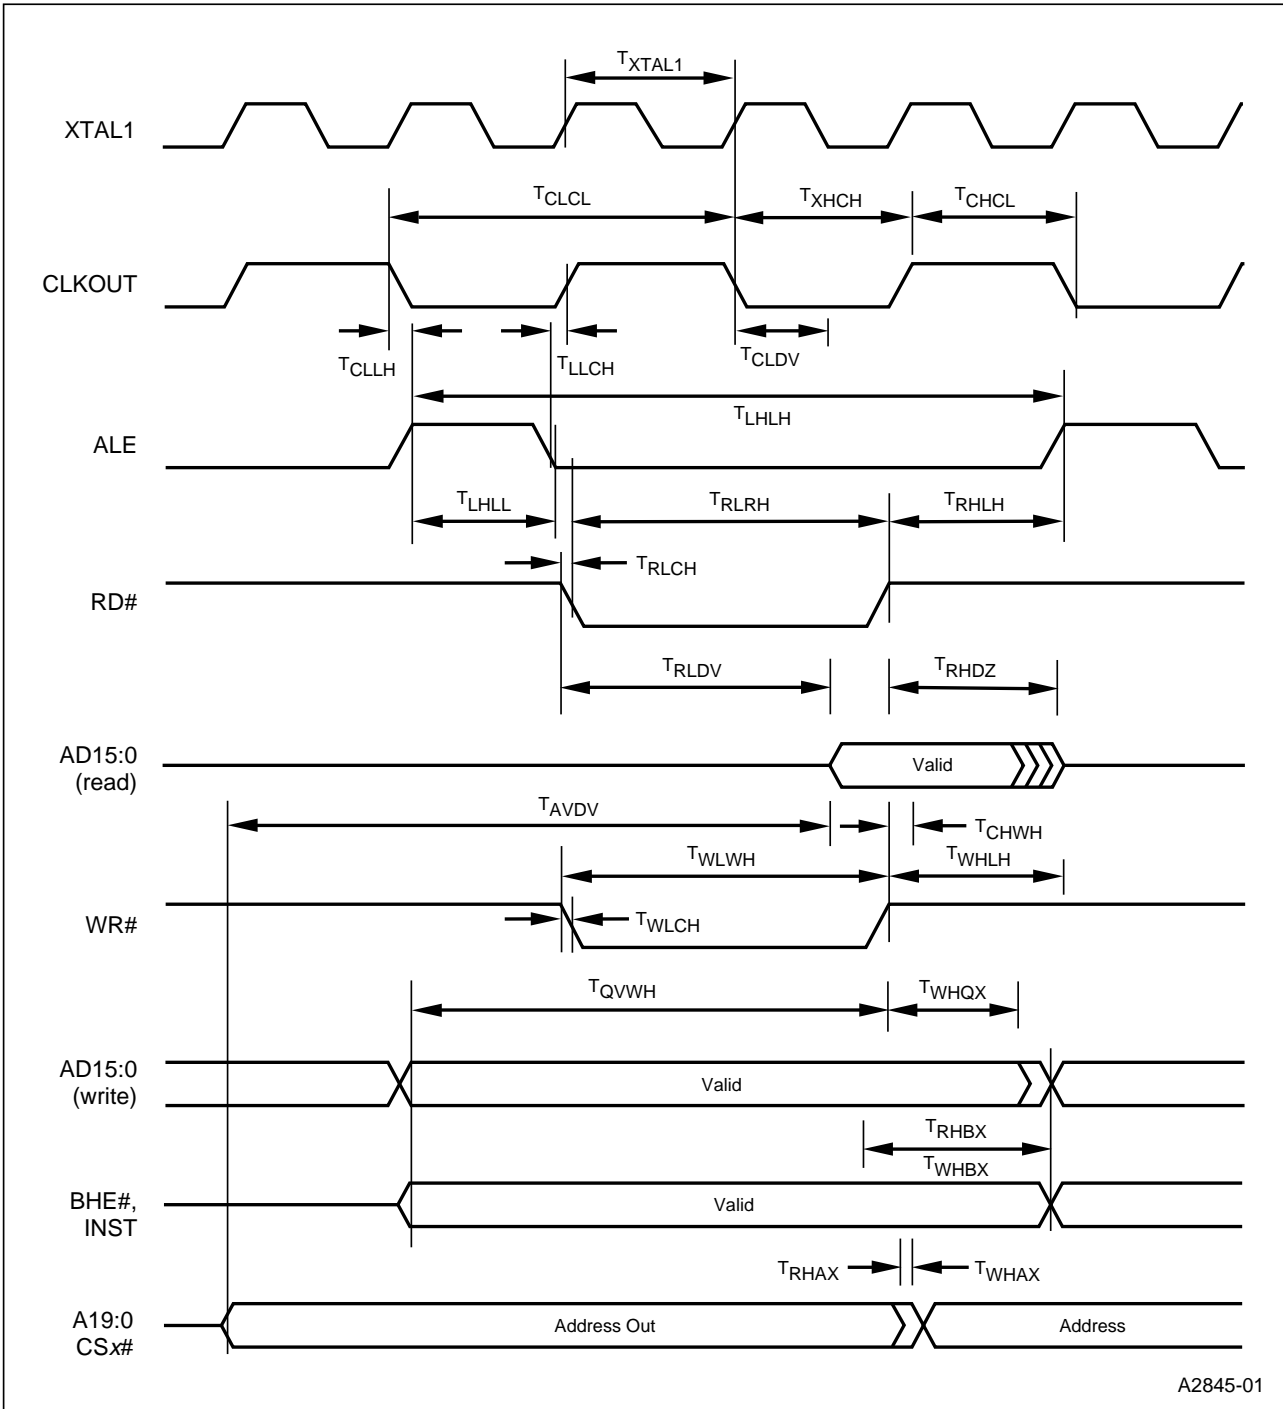 TXTAL1
XTAL1
TCLCL
TXHCH
TCHCL
CLKOUT
TCLLH
TLLCH
TCLDV
TLHLH
ALE
TLHLL
TRLRH
TRHLH
TRLCH
RD#
TRLDV
TRHDZ
AD15:0
(read)
Valid
TAVDV
TCHWH
TWLWH
TWHLH
WR#
TWLCH
TQVWH
TWHQX
AD15:0
(write)
Valid
TRHBX
TWHBX
BHE#,
INST
Valid
TRHAX
TWHAX
A19:0
CSx#
Address Out
Address
A2845-01